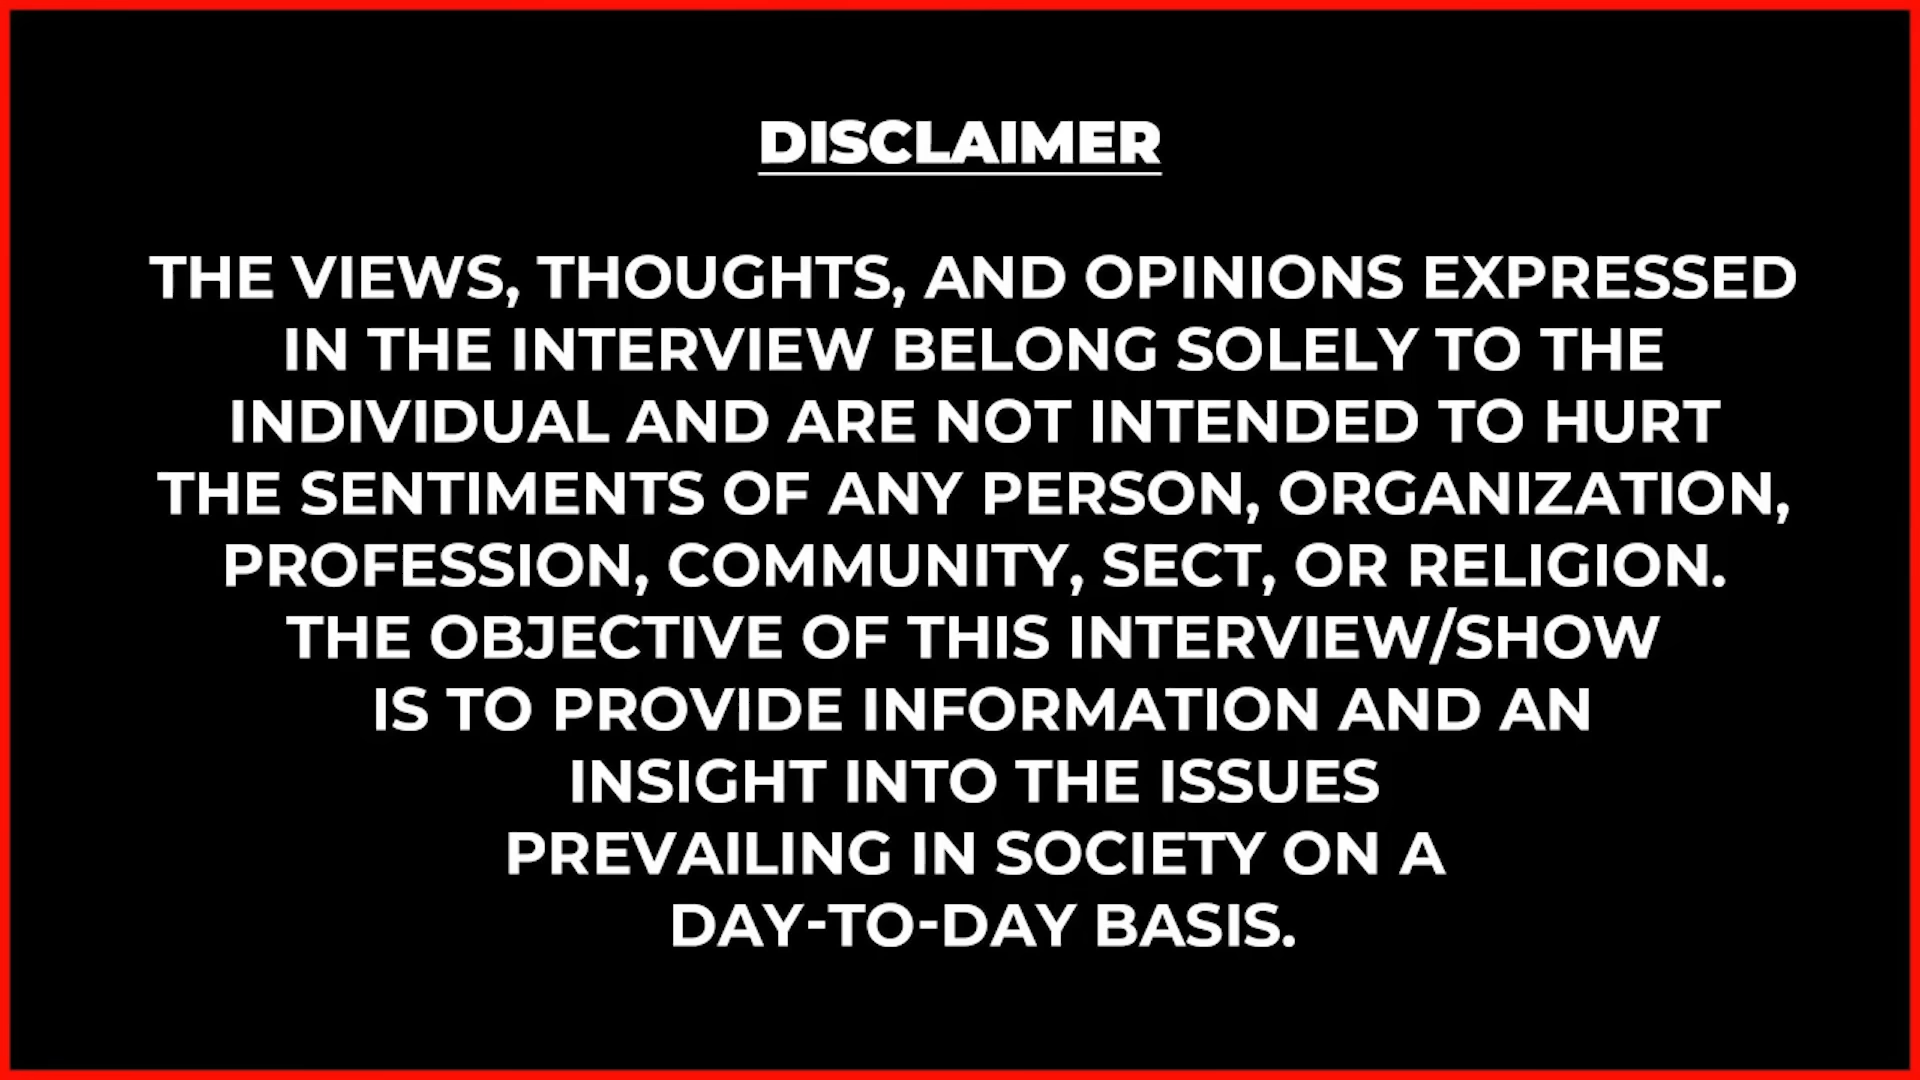 DISCLAIMER
THE VIEWS, THOUGHTS, AND OPINIONS EXPRESSED
IN THE INTERVIEW BELONG SOLELY TO THE
INDIVIDUAL AND ARE NOT INTENDED TO HURT
THE SENTIMENTS OF ANY PERSON, ORGANIZATION,
PROFESSION, COMMUNITY, SECT, OR RELIGION.
THE OBJECTIVE OF THIS INTERVIEW/SHOW
IS TO PROVIDE INFORMATION AND AN
INSIGHT INTO THE ISSUES
PREVAILING IN SOCIETY ON A
DAY-TO-DAY BASIS.